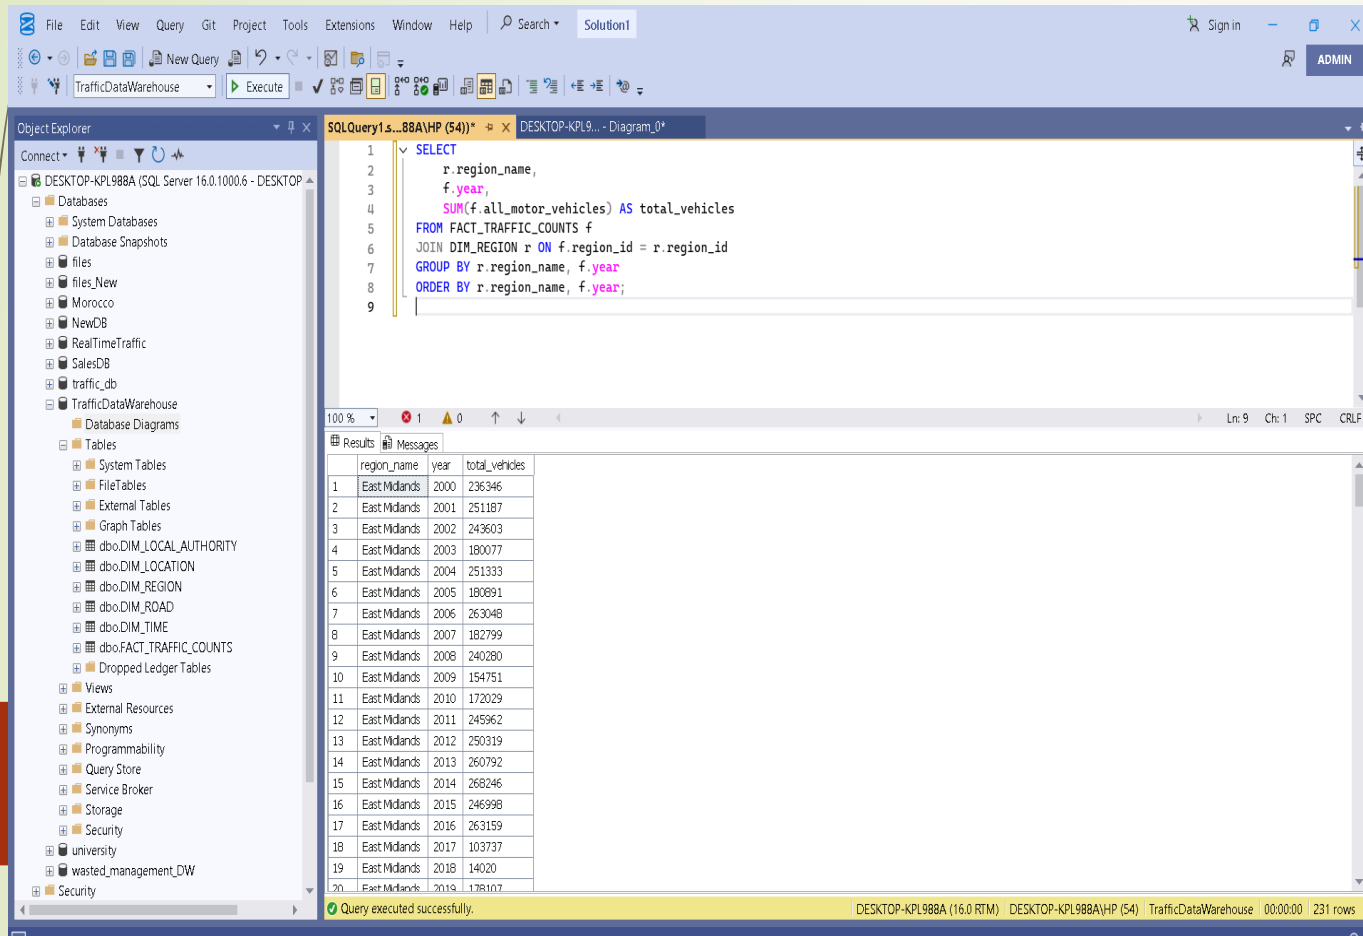 File Edit View Query Git Project Tools Extensions Window Help Search Solution1 Sign in
New Query ADMIN
TrafficDataWarehouse Execute
Object Explorer
Connect
DESKTOP-KPL988A (SQL Server 16.0.1000.6 - DESKTOP
Databases
System Databases
Database Snapshots
files
files_New
Morocco
NewDB
RealTimeTraffic
SalesDB
traffic_db
TrafficDataWarehouse
Database Diagrams
Tables
System Tables
FileTables
External Tables
Graph Tables
dbo.DIM_LOCAL_AUTHORITY
dbo.DIM_LOCATION
dbo.DIM_REGION
dbo.DIM_ROAD
dbo.DIM_TIME
dbo.FACT_TRAFFIC_COUNTS
Dropped Ledger Tables
Views
External Resources
Synonyms
Programmability
Query Store
Service Broker
Storage
Security
university
wasted_management_DW
Security
SQLQuery1.s...88A\HP (54))* DESKTOP-KPL9... - Diagram_0*
1 SELECT
2 r.region_name,
3 f.year,
4 SUM(f.all_motor_vehicles) AS total_vehicles
5 FROM FACT_TRAFFIC_COUNTS f
6 JOIN DIM_REGION r ON f.region_id = r.region_id
7 GROUP BY r.region_name, f.year
8 ORDER BY r.region_name, f.year;
9
100 % 1 0 Ln: 9 Ch: 1 SPC CRLF
Results Messages
region_name year total_vehicles
1 East Midlands 2000 236346
2 East Midlands 2001 251187
3 East Midlands 2002 243603
4 East Midlands 2003 180077
5 East Midlands 2004 251333
6 East Midlands 2005 180891
7 East Midlands 2006 263048
8 East Midlands 2007 182799
9 East Midlands 2008 240280
10 East Midlands 2009 154751
11 East Midlands 2010 172029
12 East Midlands 2011 245962
13 East Midlands 2012 250319
14 East Midlands 2013 260792
15 East Midlands 2014 268246
16 East Midlands 2015 246998
17 East Midlands 2016 263159
18 East Midlands 2017 103737
19 East Midlands 2018 14020
20 East Midlands 2019 178107
Query executed successfully. DESKTOP-KPL988A (16.0 RTM) DESKTOP-KPL988A\HP (54) TrafficDataWarehouse 00:00:00 231 rows